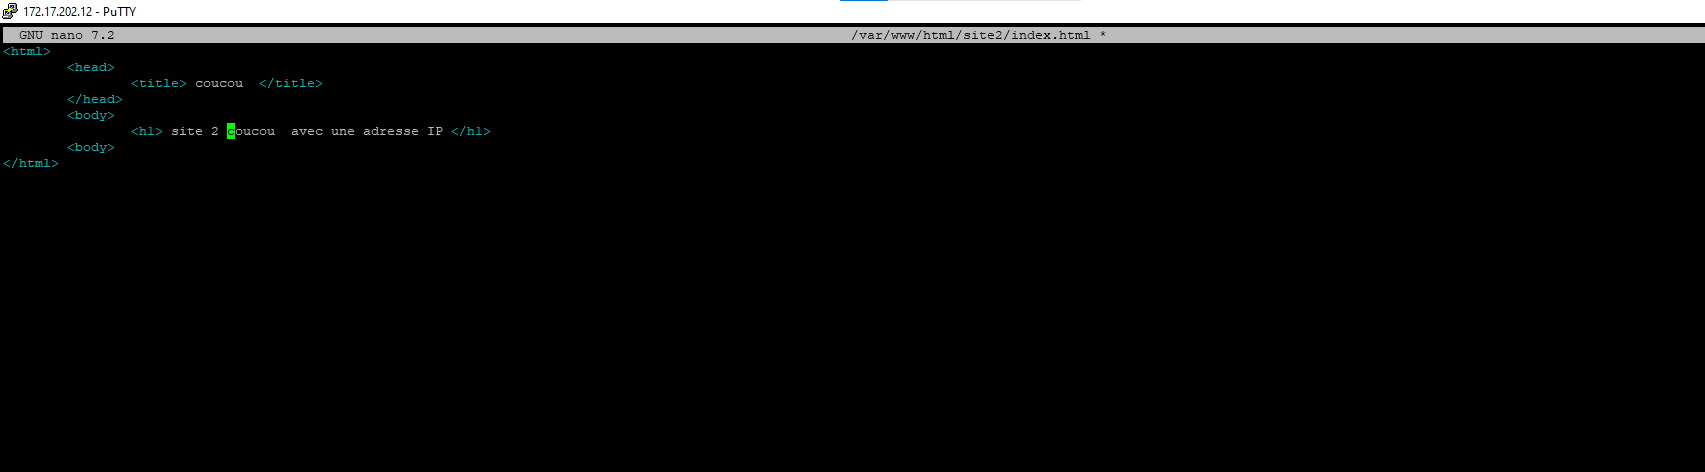 172.17.202.12 - PuTTY
GNU nano 7.2 /var/www/html/site2/index.html *
<html>
<head>
<title> coucou  </title>
</head>
<body>
<h1> site 2 coucou  avec une adresse IP </h1>
<body>
</html>